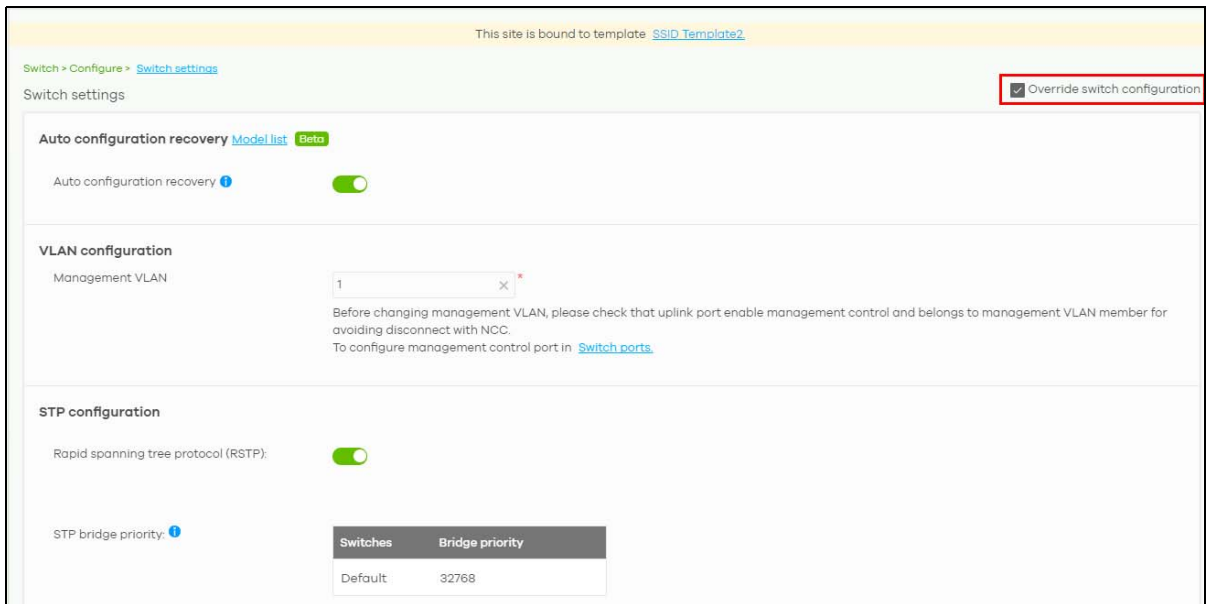 This site is bound to template SSID Template2
Switch > Configure > Switch settings
Switch settings
Override switch configuration
Auto configuration recovery Model list Beta
Auto configuration recovery
VLAN configuration
Management VLAN
1
*
Before changing management VLAN, please check that uplink port enable management control and belongs to management VLAN member for
avoiding disconnect with NCC.
To configure management control port in Switch ports.
STP configuration
Rapid spanning tree protocol (RSTP):
STP bridge priority:
Switches Bridge priority
Default 32768